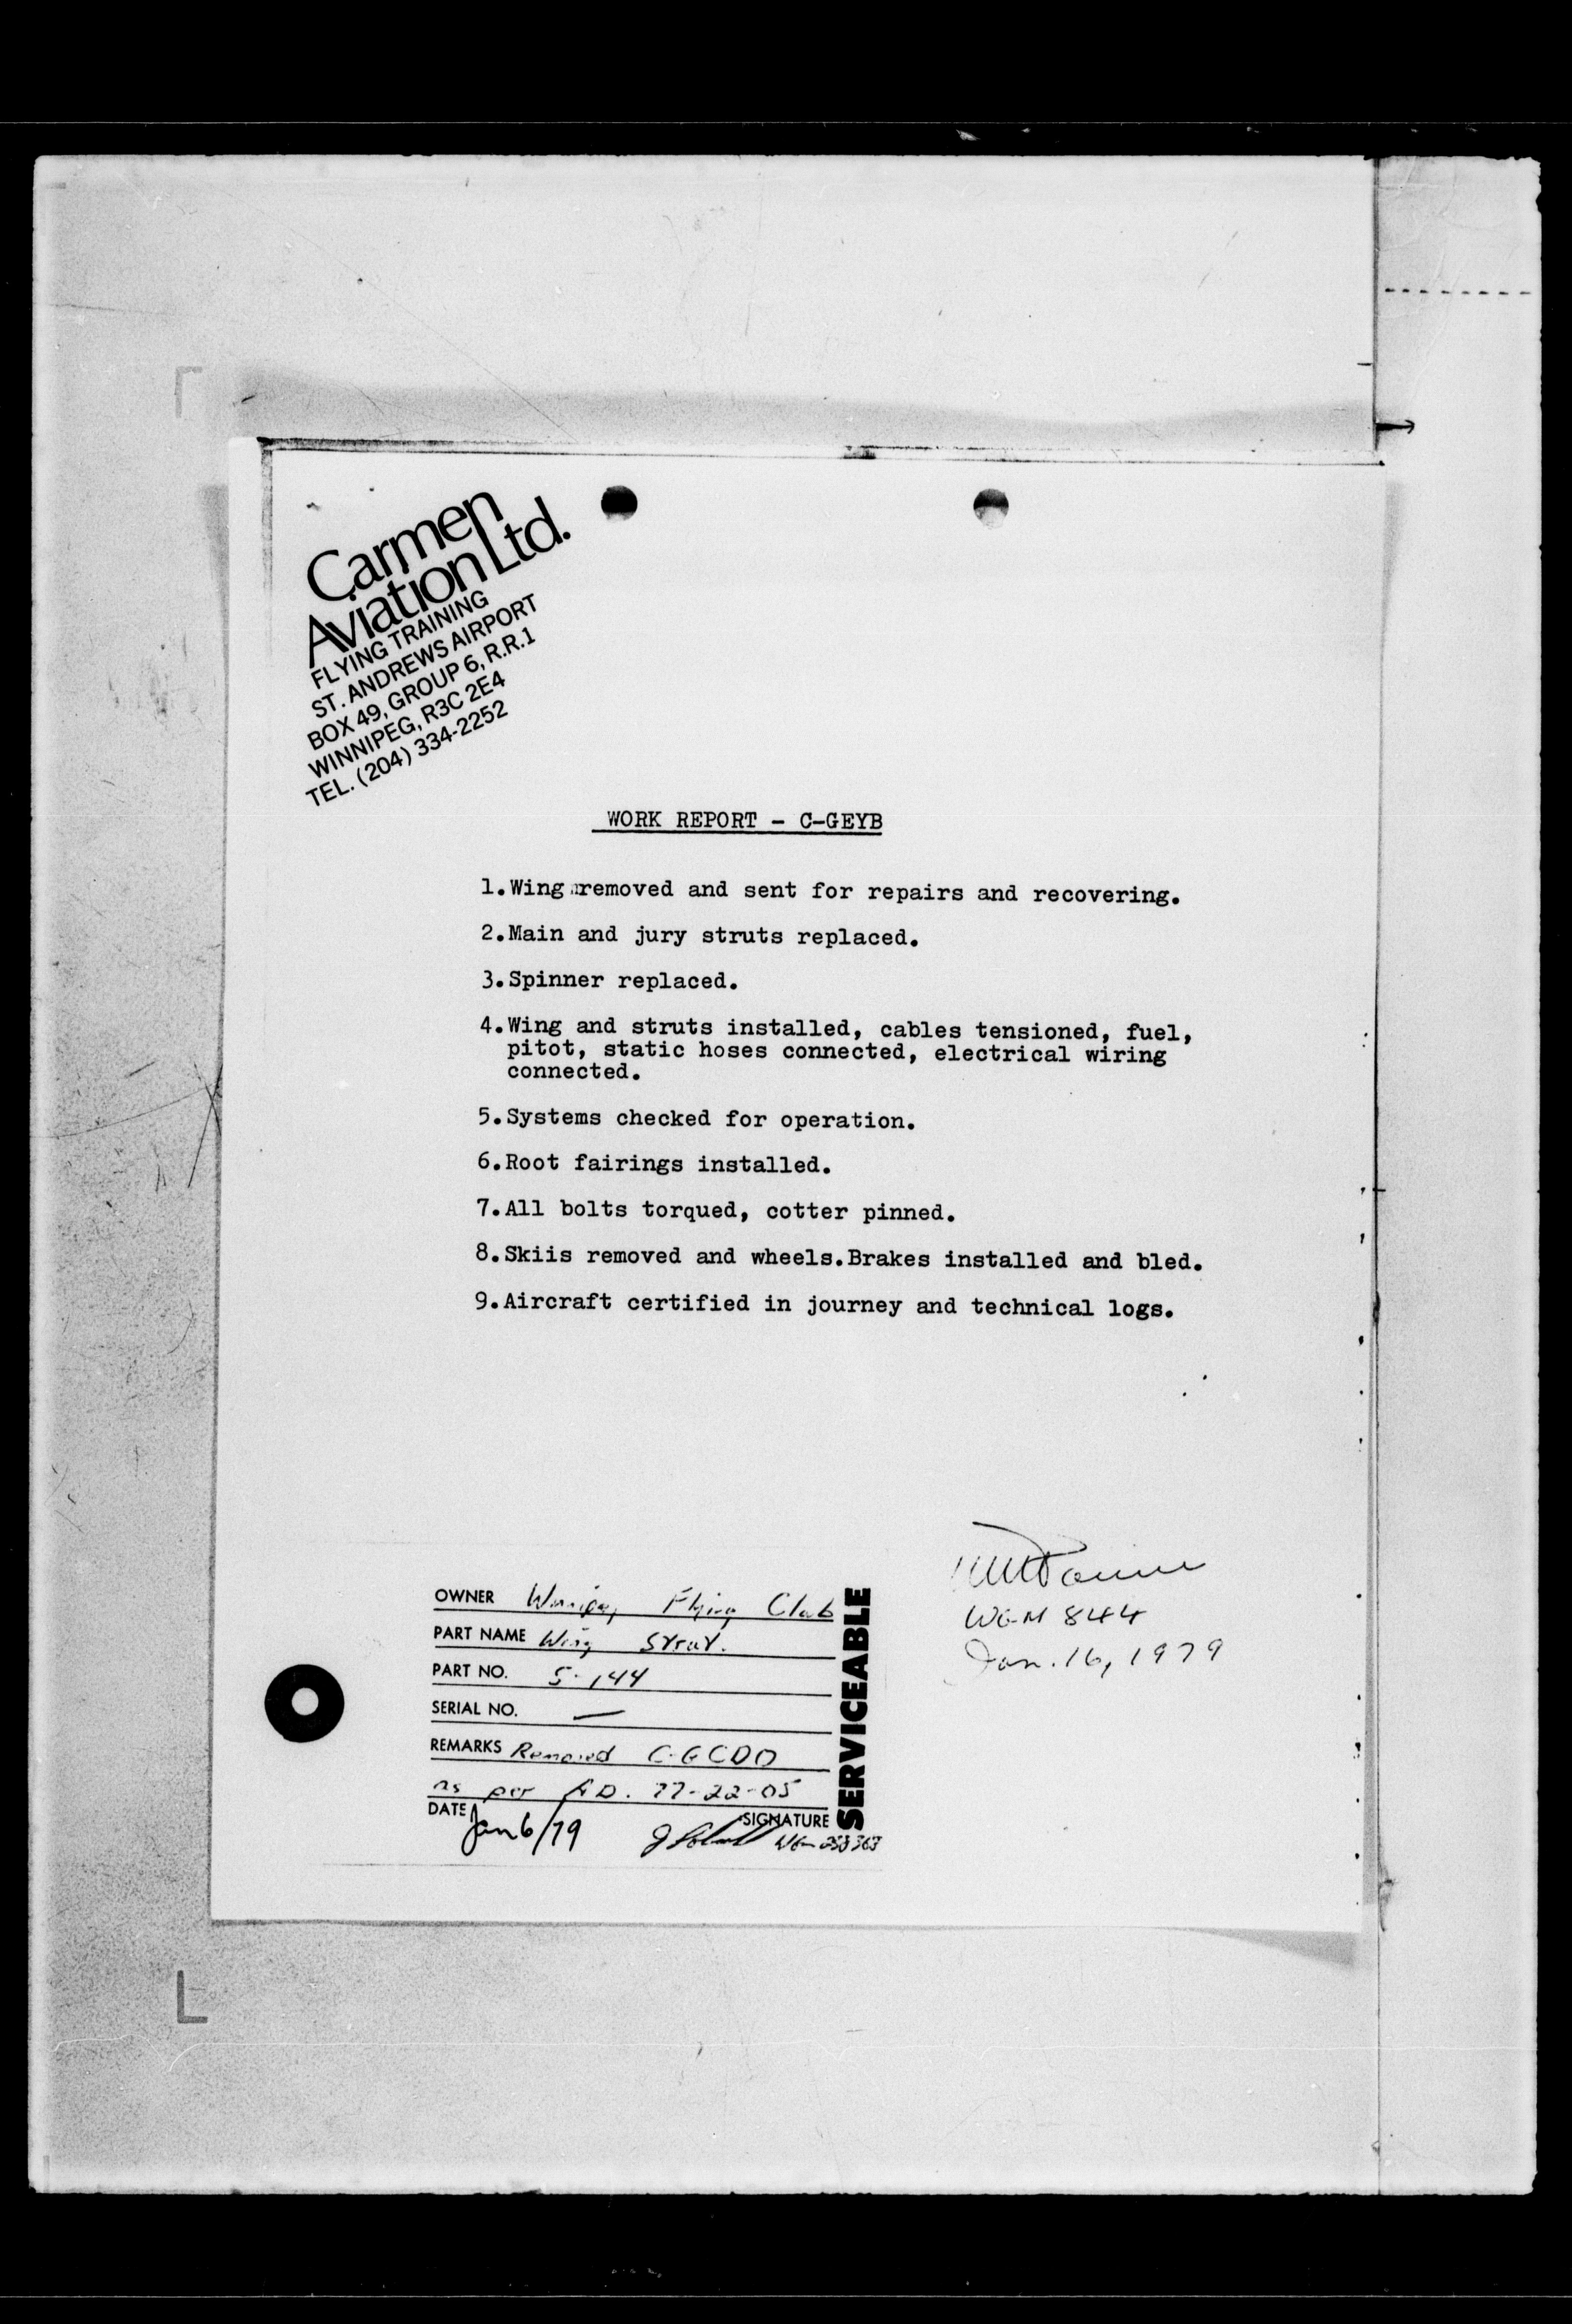 Carmen
Aviation Ltd.
FLYING TRAINING
ST. ANDREWS AIRPORT
BOX 49, GROUP 6, R.R.1
WINNIPEG, R3C 2E4
TEL. (204) 334-2252
WORK REPORT - C-GEYB
1.Wing removed and sent for repairs and recovering.
2.Main and jury struts replaced.
3.Spinner replaced.
4.Wing and struts installed, cables tensioned, fuel,
pitot, static hoses connected, electrical wiring
connected.
5.Systems checked for operation.
6.Root fairings installed.
7.All bolts torqued, cotter pinned.
8.Skiis removed and wheels.Brakes installed and bled.
9.Aircraft certified in journey and technical logs.
WGM 844
Jan. 16, 1979
OWNER Winnipeg Flying Club
PART NAME Wing Strut.
PART NO. S-144
SERIAL NO. —
REMARKS Removed C-GCDO
as per AD. 77-22-05
DATE Jan 6/79 SIGNATURE
SERVICEABLE